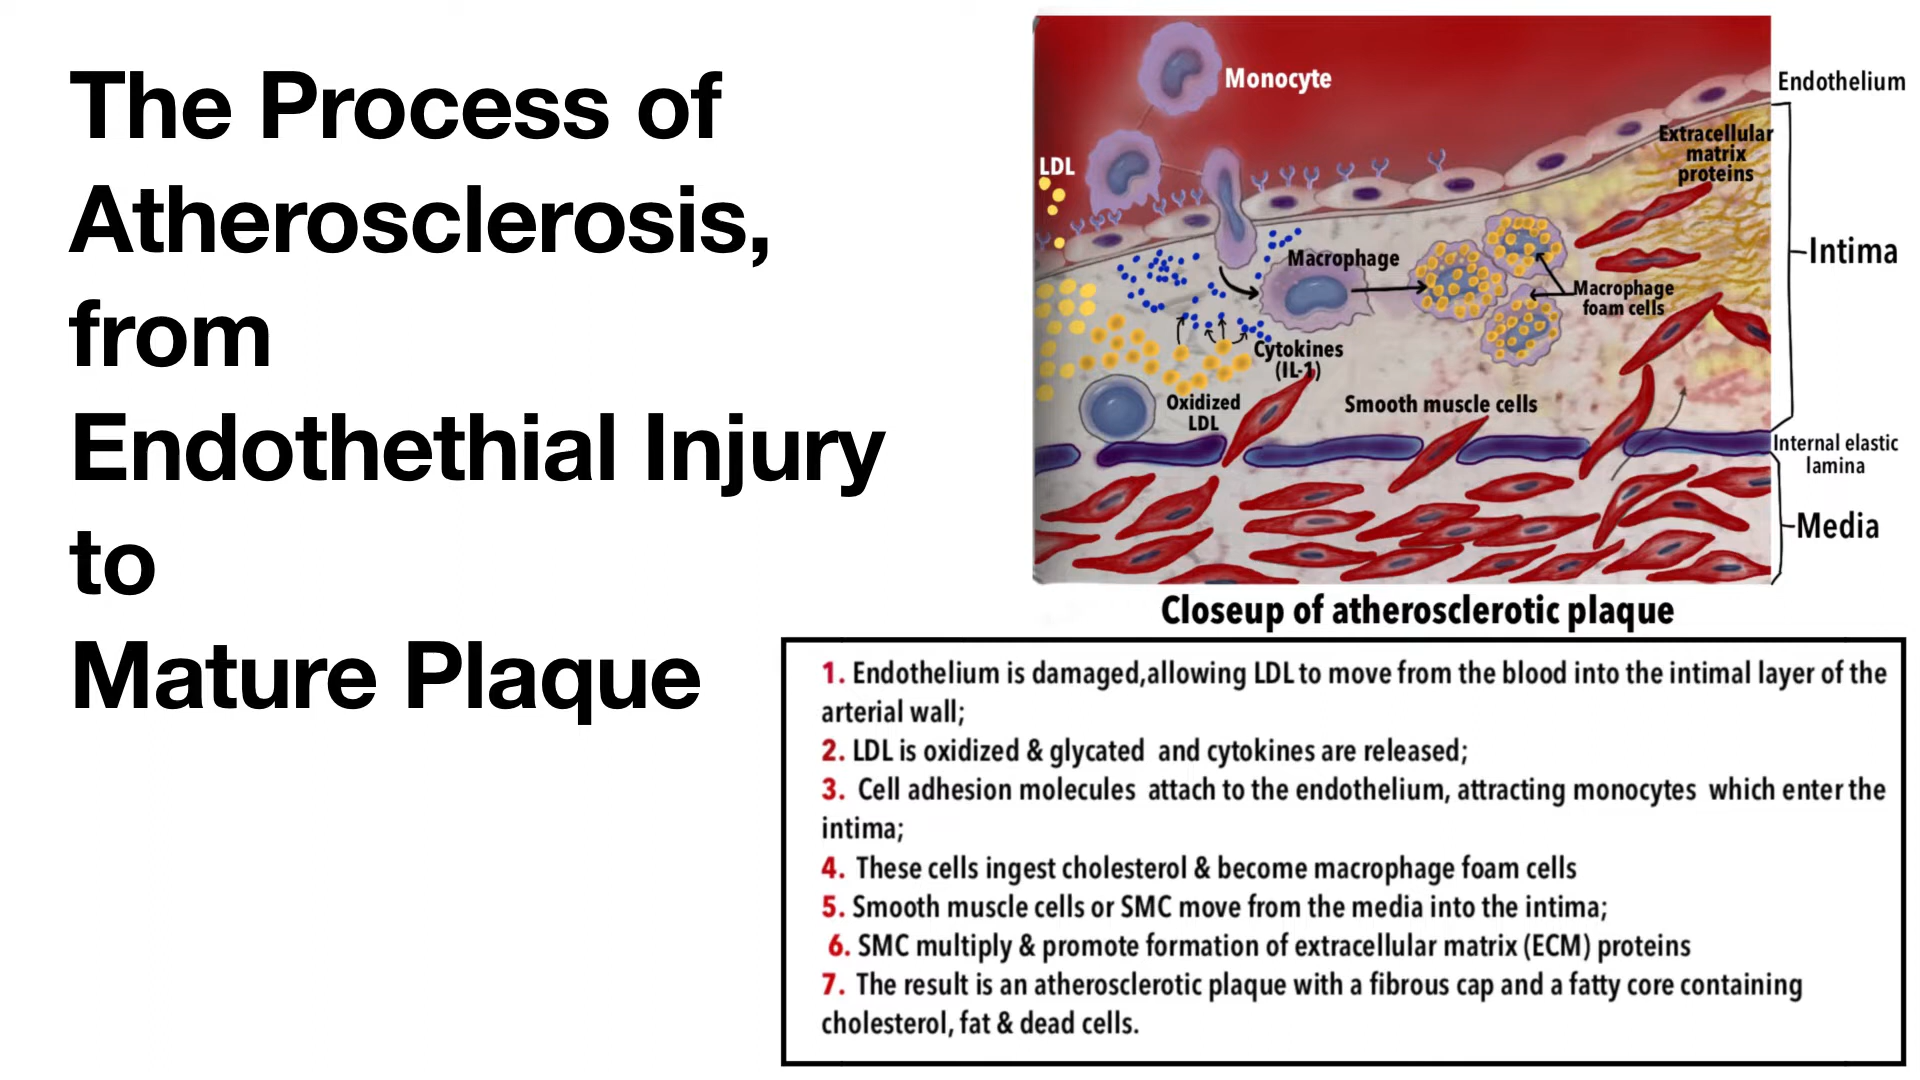 The Process of
Atherosclerosis,
from
Endothethial Injury
to
Mature Plaque
Monocyte
LDL
Endothelium
Extracellular
matrix
proteins
Intima
Macrophage
Macrophage
foam cells
Cytokines
(IL-1)
Oxidized
LDL
Smooth muscle cells
Internal elastic
lamina
Media
Closeup of atherosclerotic plaque
1. Endothelium is damaged,allowing LDL to move from the blood into the intimal layer of the
arterial wall;
2. LDL is oxidized & glycated and cytokines are released;
3. Cell adhesion molecules attach to the endothelium, attracting monocytes which enter the
intima;
4. These cells ingest cholesterol & become macrophage foam cells
5. Smooth muscle cells or SMC move from the media into the intima;
6. SMC multiply & promote formation of extracellular matrix (ECM) proteins
7. The result is an atherosclerotic plaque with a fibrous cap and a fatty core containing
cholesterol, fat & dead cells.